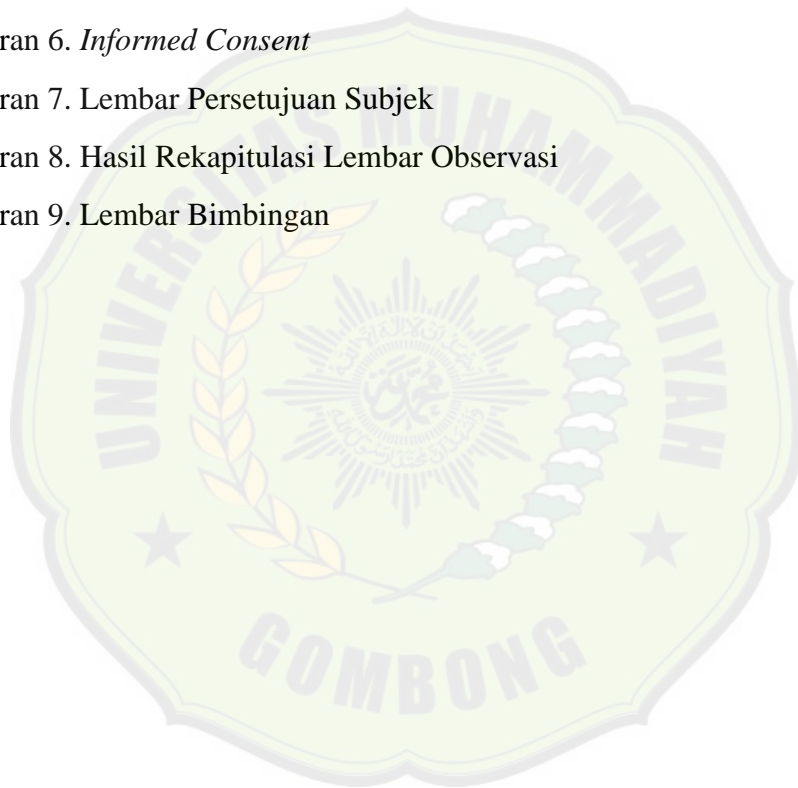 ran 6. Informed Consent
ran 7. Lembar Persetujuan Subjek
ran 8. Hasil Rekapitulasi Lembar Observasi
ran 9. Lembar Bimbingan
UNIVERSITAS MUHAMMADIYAH
GOMBONG